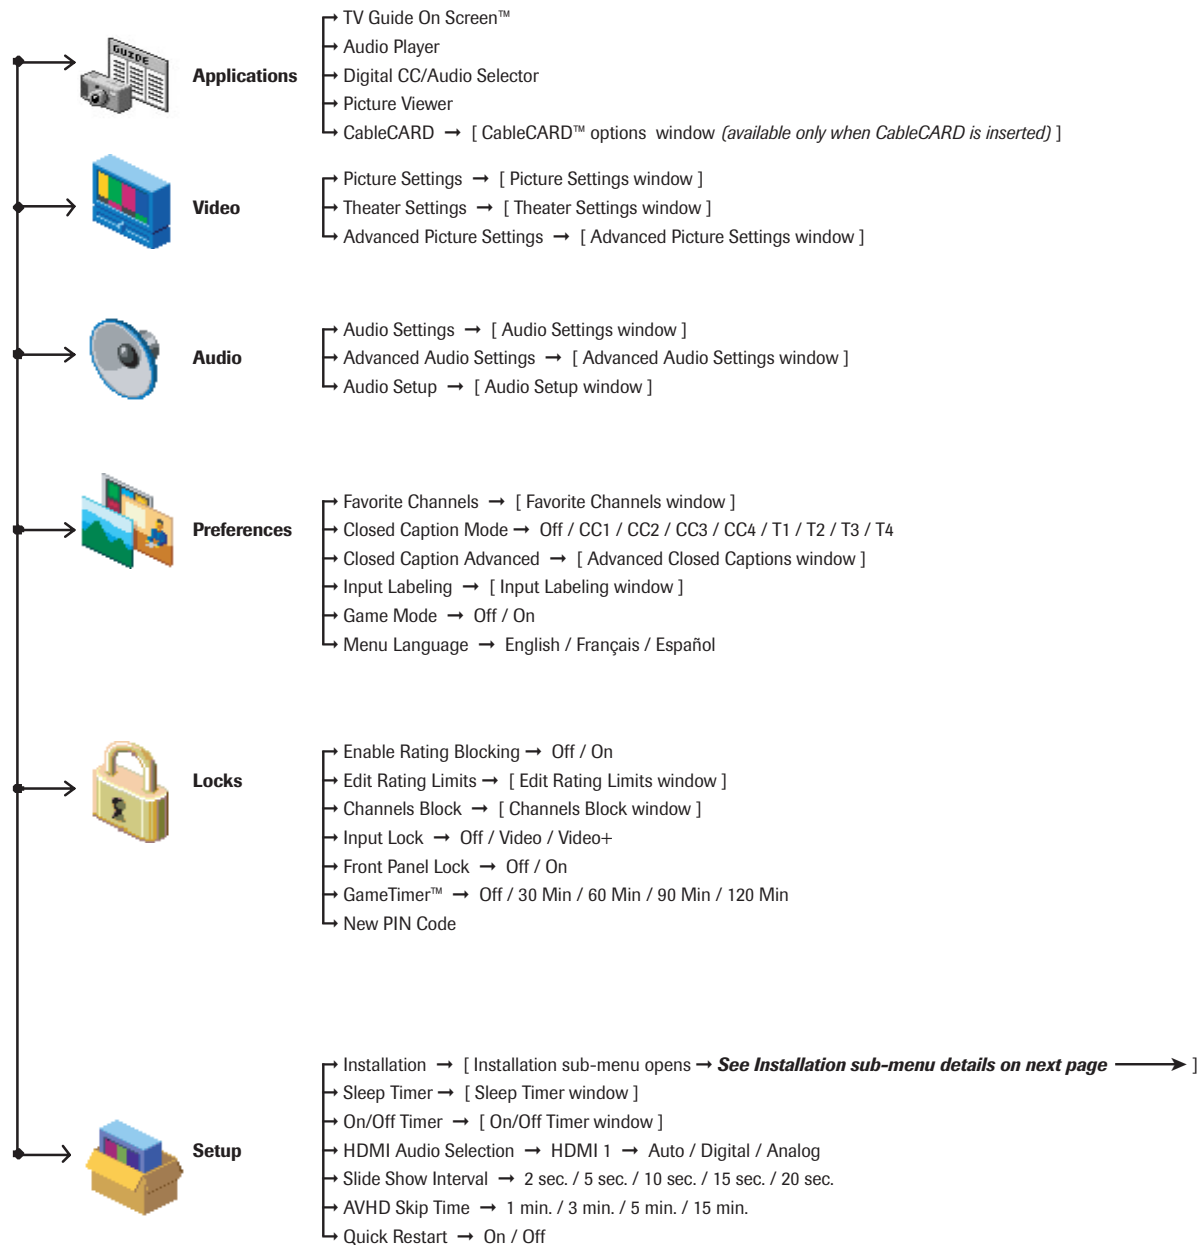 GUIDE
Applications
→ TV Guide On Screen™
→ Audio Player
→ Digital CC/Audio Selector
→ Picture Viewer
→ CableCARD → [ CableCARD™ options window (available only when CableCARD is inserted) ]
Video
→ Picture Settings → [ Picture Settings window ]
→ Theater Settings → [ Theater Settings window ]
→ Advanced Picture Settings → [ Advanced Picture Settings window ]
Audio
→ Audio Settings → [ Audio Settings window ]
→ Advanced Audio Settings → [ Advanced Audio Settings window ]
→ Audio Setup → [ Audio Setup window ]
Preferences
→ Favorite Channels → [ Favorite Channels window ]
→ Closed Caption Mode → Off / CC1 / CC2 / CC3 / CC4 / T1 / T2 / T3 / T4
→ Closed Caption Advanced → [ Advanced Closed Captions window ]
→ Input Labeling → [ Input Labeling window ]
→ Game Mode → Off / On
→ Menu Language → English / Français / Español
Locks
→ Enable Rating Blocking → Off / On
→ Edit Rating Limits → [ Edit Rating Limits window ]
→ Channels Block → [ Channels Block window ]
→ Input Lock → Off / Video / Video+
→ Front Panel Lock → Off / On
→ GameTimer™ → Off / 30 Min / 60 Min / 90 Min / 120 Min
→ New PIN Code
Setup
→ Installation → [ Installation sub-menu opens → See Installation sub-menu details on next page → ]
→ Sleep Timer → [ Sleep Timer window ]
→ On/Off Timer → [ On/Off Timer window ]
→ HDMI Audio Selection → HDMI 1 → Auto / Digital / Analog
→ Slide Show Interval → 2 sec. / 5 sec. / 10 sec. / 15 sec. / 20 sec.
→ AVHD Skip Time → 1 min. / 3 min. / 5 min. / 15 min.
→ Quick Restart → On / Off